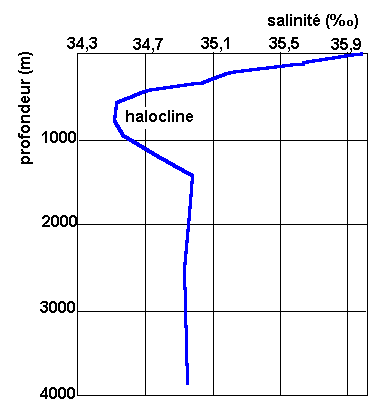 salinité (‰)
34,3 34,7 35,1 35,5 35,9
profondeur (m)
halocline
1000
2000
3000
4000